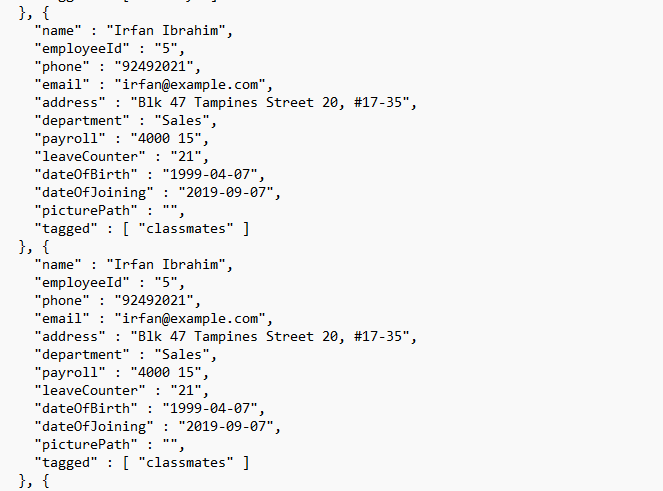 }, {
"name" : "Irfan Ibrahim",
"employeeId" : "5",
"phone" : "92492021",
"email" : "irfan@example.com",
"address" : "Blk 47 Tampines Street 20, #17-35",
"department" : "Sales",
"payroll" : "4000 15",
"leaveCounter" : "21",
"dateOfBirth" : "1999-04-07",
"dateOfJoining" : "2019-09-07",
"picturePath" : "",
"tagged" : [ "classmates" ]
}, {
"name" : "Irfan Ibrahim",
"employeeId" : "5",
"phone" : "92492021",
"email" : "irfan@example.com",
"address" : "Blk 47 Tampines Street 20, #17-35",
"department" : "Sales",
"payroll" : "4000 15",
"leaveCounter" : "21",
"dateOfBirth" : "1999-04-07",
"dateOfJoining" : "2019-09-07",
"picturePath" : "",
"tagged" : [ "classmates" ]
}, {